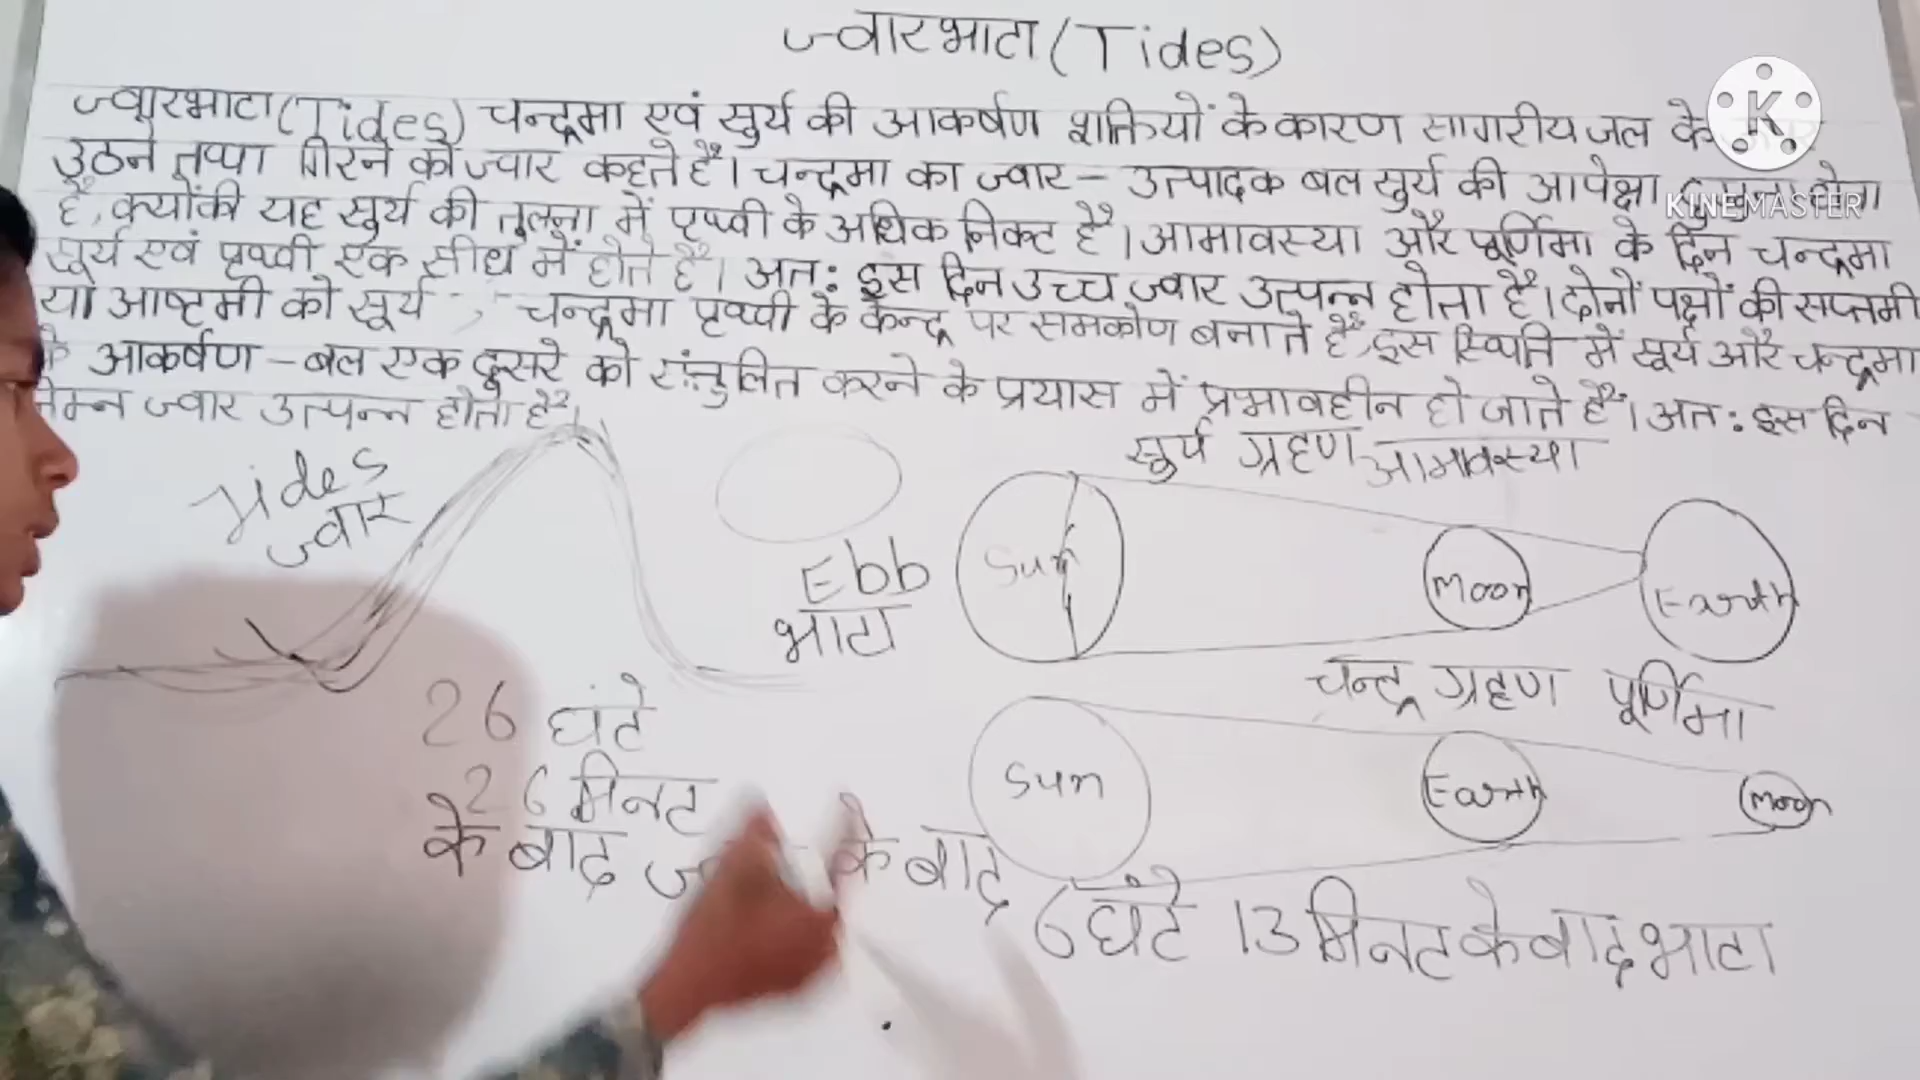 ज्वारभाटा (Tides)
ज्वारभाटा (Tides) चन्द्रमा एवं सुर्य की आकर्षण शक्तियों के कारण सागरीय जल के
उठने तथा गिरने को ज्वार कहते हैं। चन्द्रमा का ज्वार - उत्पादक बल सुर्य की आपेक्षा
है, क्योंकी यह सूर्य की तुलना में पृथ्वी के अधिक निकट है। आमावस्या और पूर्णिमा के दिन चन्द्रमा
सूर्य एवं पृथ्वी एक सीध में होते हैं। अत: इस दिन उच्च ज्वार उत्पन्न होता है। दोनों पक्षों की सप्तमी
या आष्टमी को सूर्य, चन्द्रमा पृथ्वी के केन्द्र पर समकोण बनाते हैं, इस स्थिति में सूर्य और चन्द्रमा
के आकर्षण - बल एक दुसरे को संतुलित करने के प्रयास में प्रभावहीन हो जाते हैं। अत: इस दिन
ज्वार उत्पन्न होता है।
सुर्य ग्रहण आमावस्या
Tides
ज्वार
Ebb
भाटा
Sun
Moon
Earth
चन्द्र ग्रहण पूर्णिमा
26 घंटे
26 मिनट
के बाद
के बाद
Sun
Earth
Moon
6 घंटे 13 मिनट के बाद भाटा
K
KINEMASTER